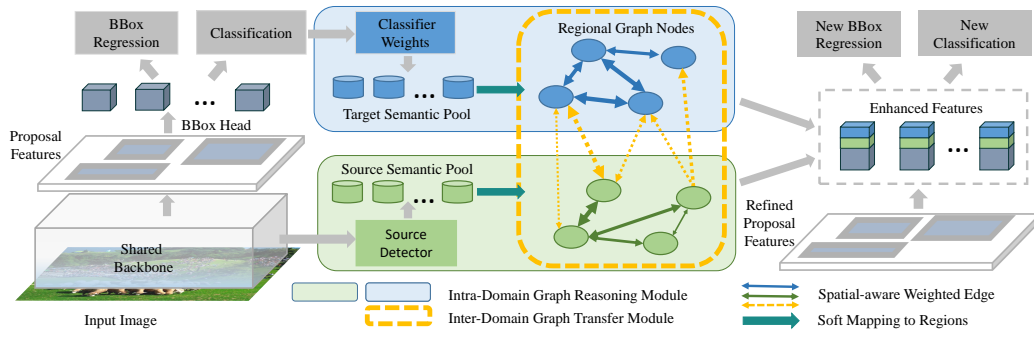 BBox
Regression
Classification
Classifier
Weights
Regional Graph Nodes
New BBox
Regression
New
Classification
...
BBox Head
...
Target Semantic Pool
Enhanced Features
...
Proposal
Features
Source Semantic Pool
...
Shared
Backbone
Source
Detector
Refined
Proposal
Features
Input Image
Intra-Domain Graph Reasoning Module
Inter-Domain Graph Transfer Module
Spatial-aware Weighted Edge
Soft Mapping to Regions